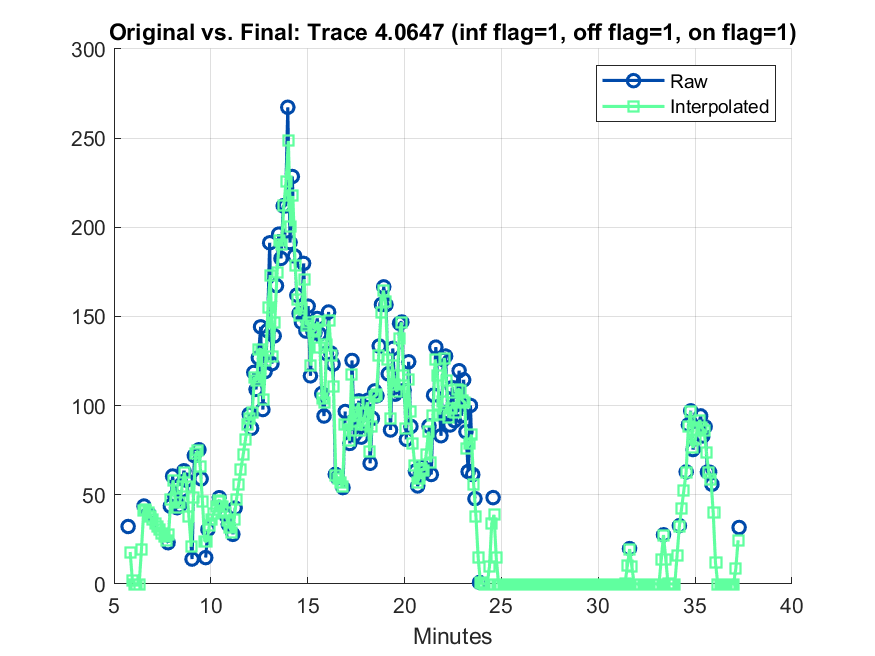 Original vs. Final: Trace 4.0647 (inf flag=1, off flag=1, on flag=1)
300
250
200
150
100
50
0
Raw
Interpolated
5 10 15 20 25 30 35 40
Minutes